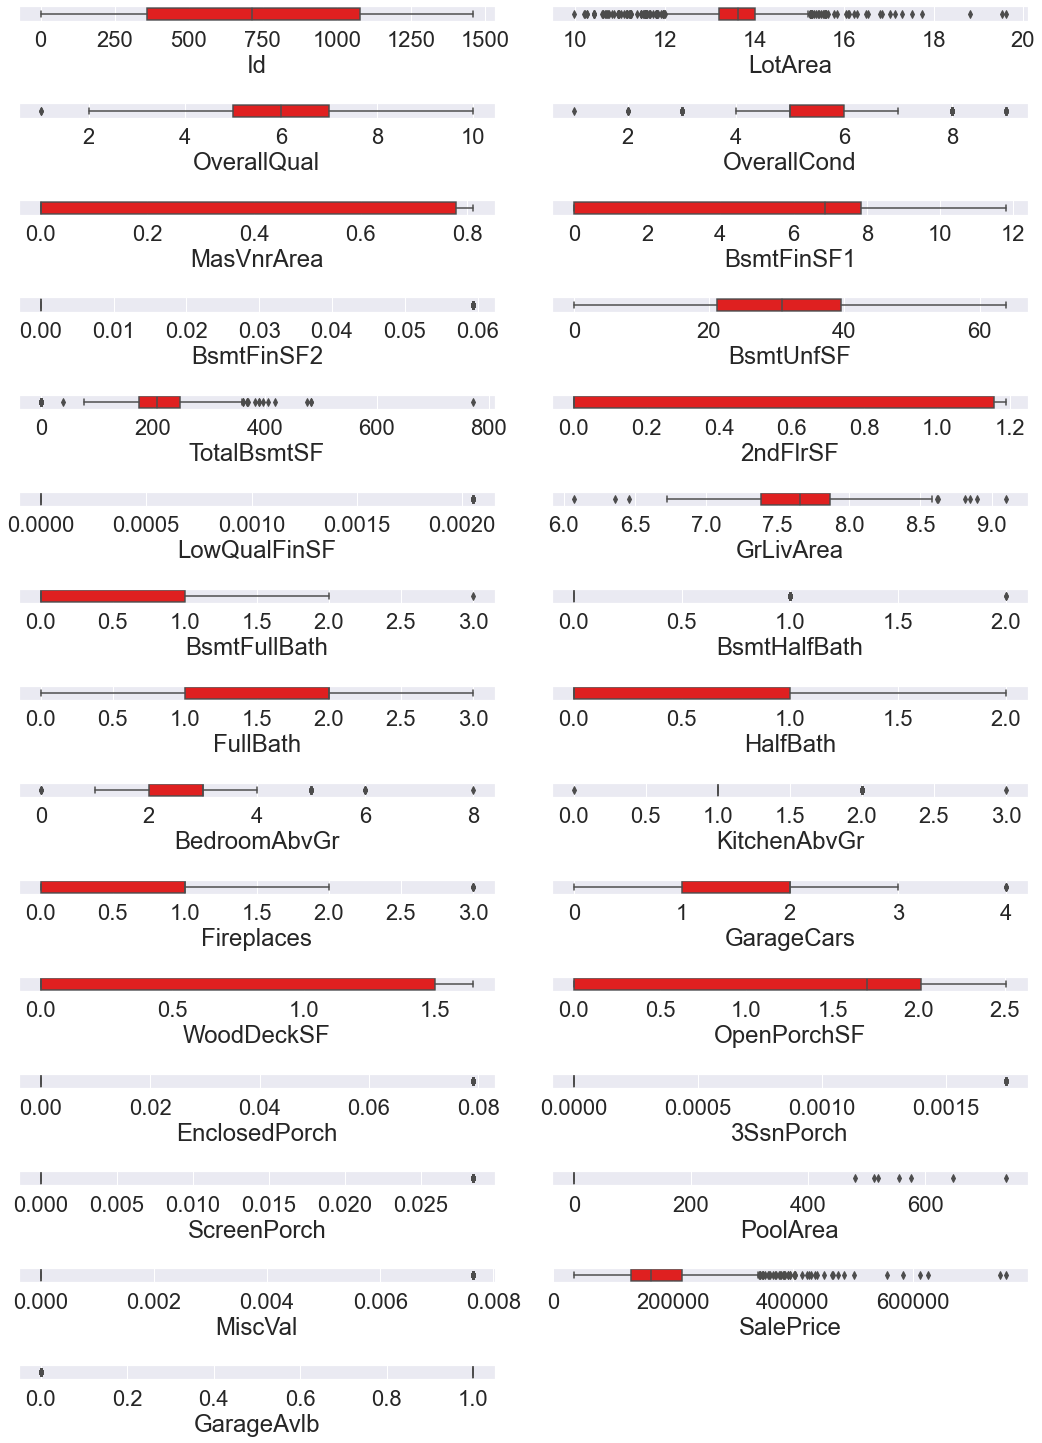 0 250 500 750 1000 1250 1500
Id
10 12 14 16 18 20
LotArea
2 4 6 8 10
OverallQual
2 4 6 8
OverallCond
0.0 0.2 0.4 0.6 0.8
MasVnrArea
0 2 4 6 8 10 12
BsmtFinSF1
0.00 0.01 0.02 0.03 0.04 0.05 0.06
BsmtFinSF2
0 20 40 60
BsmtUnfSF
0 200 400 600 800
TotalBsmtSF
0.0 0.2 0.4 0.6 0.8 1.0 1.2
2ndFlrSF
0.0000 0.0005 0.0010 0.0015 0.0020
LowQualFinSF
6.0 6.5 7.0 7.5 8.0 8.5 9.0
GrLivArea
0.0 0.5 1.0 1.5 2.0 2.5 3.0
BsmtFullBath
0.0 0.5 1.0 1.5 2.0
BsmtHalfBath
0.0 0.5 1.0 1.5 2.0 2.5 3.0
FullBath
0.0 0.5 1.0 1.5 2.0
HalfBath
0 2 4 6 8
BedroomAbvGr
0.0 0.5 1.0 1.5 2.0 2.5 3.0
KitchenAbvGr
0.0 0.5 1.0 1.5 2.0 2.5 3.0
Fireplaces
0 1 2 3 4
GarageCars
0.0 0.5 1.0 1.5
WoodDeckSF
0.0 0.5 1.0 1.5 2.0 2.5
OpenPorchSF
0.00 0.02 0.04 0.06 0.08
EnclosedPorch
0.0000 0.0005 0.0010 0.0015
3SsnPorch
0.000 0.005 0.010 0.015 0.020 0.025
ScreenPorch
0 200 400 600
PoolArea
0.000 0.002 0.004 0.006 0.008
MiscVal
0 200000 400000 600000
SalePrice
0.0 0.2 0.4 0.6 0.8 1.0
GarageAvlb